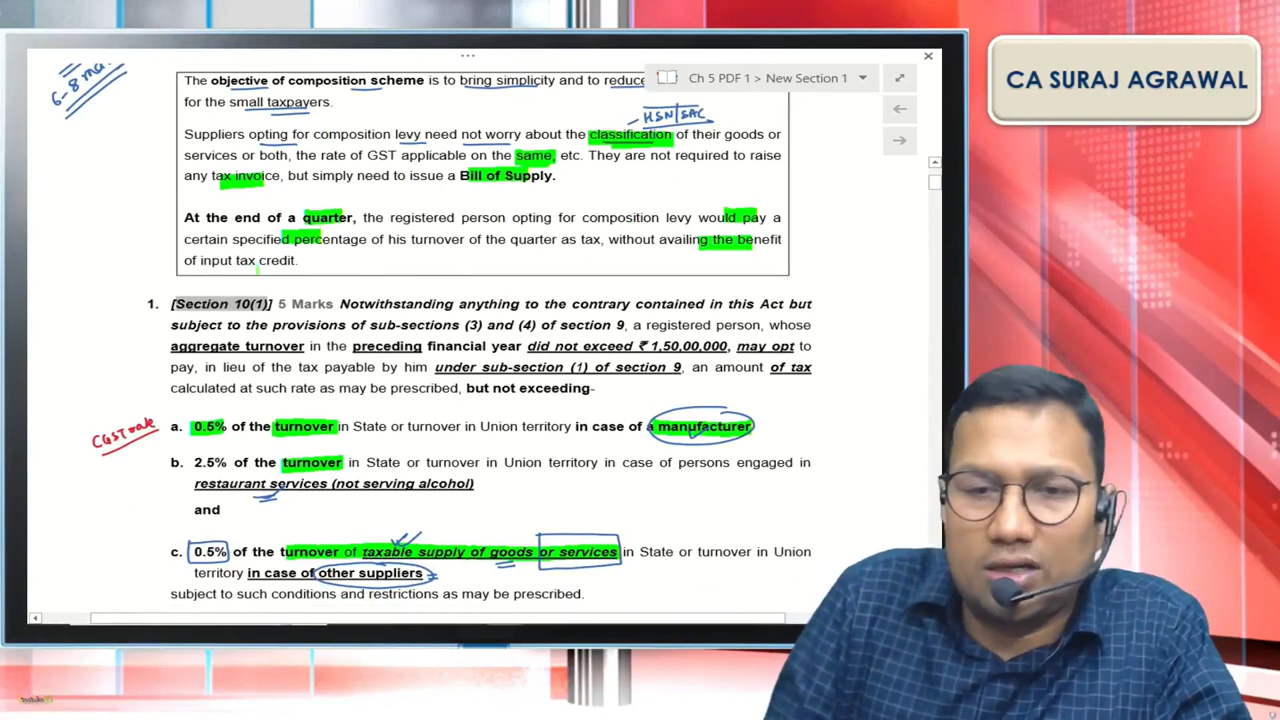 CA SURAJ AGRAWAL
Ch 5 PDF 1 > New Section 1
6-8 ma.
The objective of composition scheme is to bring simplicity and to reduce
for the small taxpayers.
HSN/SAC
Suppliers opting for composition levy need not worry about the classification of their goods or
services or both, the rate of GST applicable on the same, etc. They are not required to raise
any tax invoice, but simply need to issue a Bill of Supply.
At the end of a quarter, the registered person opting for composition levy would pay a
certain specified percentage of his turnover of the quarter as tax, without availing the benefit
of input tax credit.
1. [Section 10(1)] 5 Marks Notwithstanding anything to the contrary contained in this Act but
subject to the provisions of sub-sections (3) and (4) of section 9, a registered person, whose
aggregate turnover in the preceding financial year did not exceed ₹ 1,50,00,000, may opt to
pay, in lieu of the tax payable by him under sub-section (1) of section 9, an amount of tax
calculated at such rate as may be prescribed, but not exceeding-
CGST rate
a. 0.5% of the turnover in State or turnover in Union territory in case of a manufacturer
b. 2.5% of the turnover in State or turnover in Union territory in case of persons engaged in
restaurant services (not serving alcohol)
and
c. 0.5% of the turnover of taxable supply of goods or services in State or turnover in Union
territory in case of other suppliers
subject to such conditions and restrictions as may be prescribed.